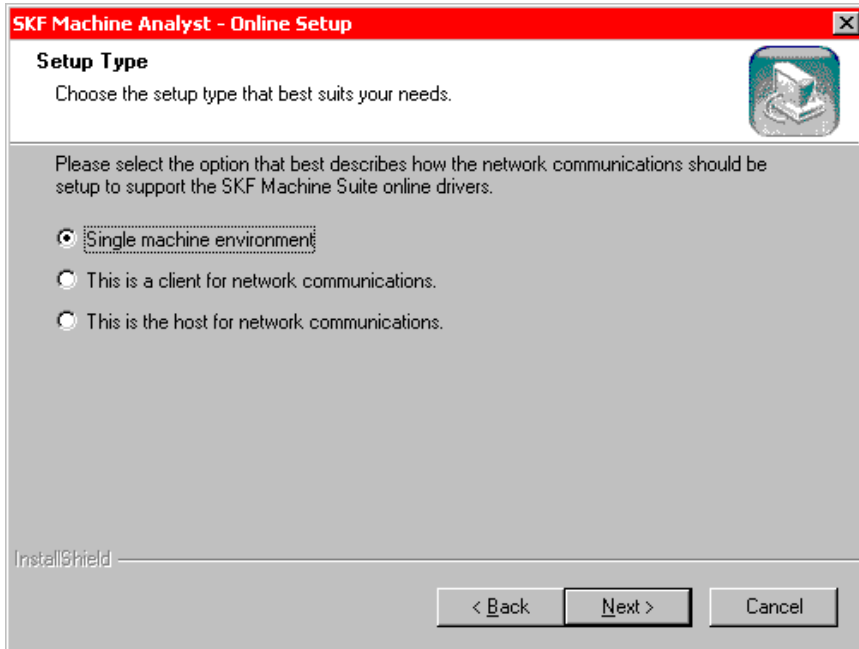 SKF Machine Analyst - Online Setup
Setup Type
Choose the setup type that best suits your needs.
Please select the option that best describes how the network communications should be
setup to support the SKF Machine Suite online drivers.
Single machine environment
This is a client for network communications.
This is the host for network communications.
InstallShield
< Back Next > Cancel